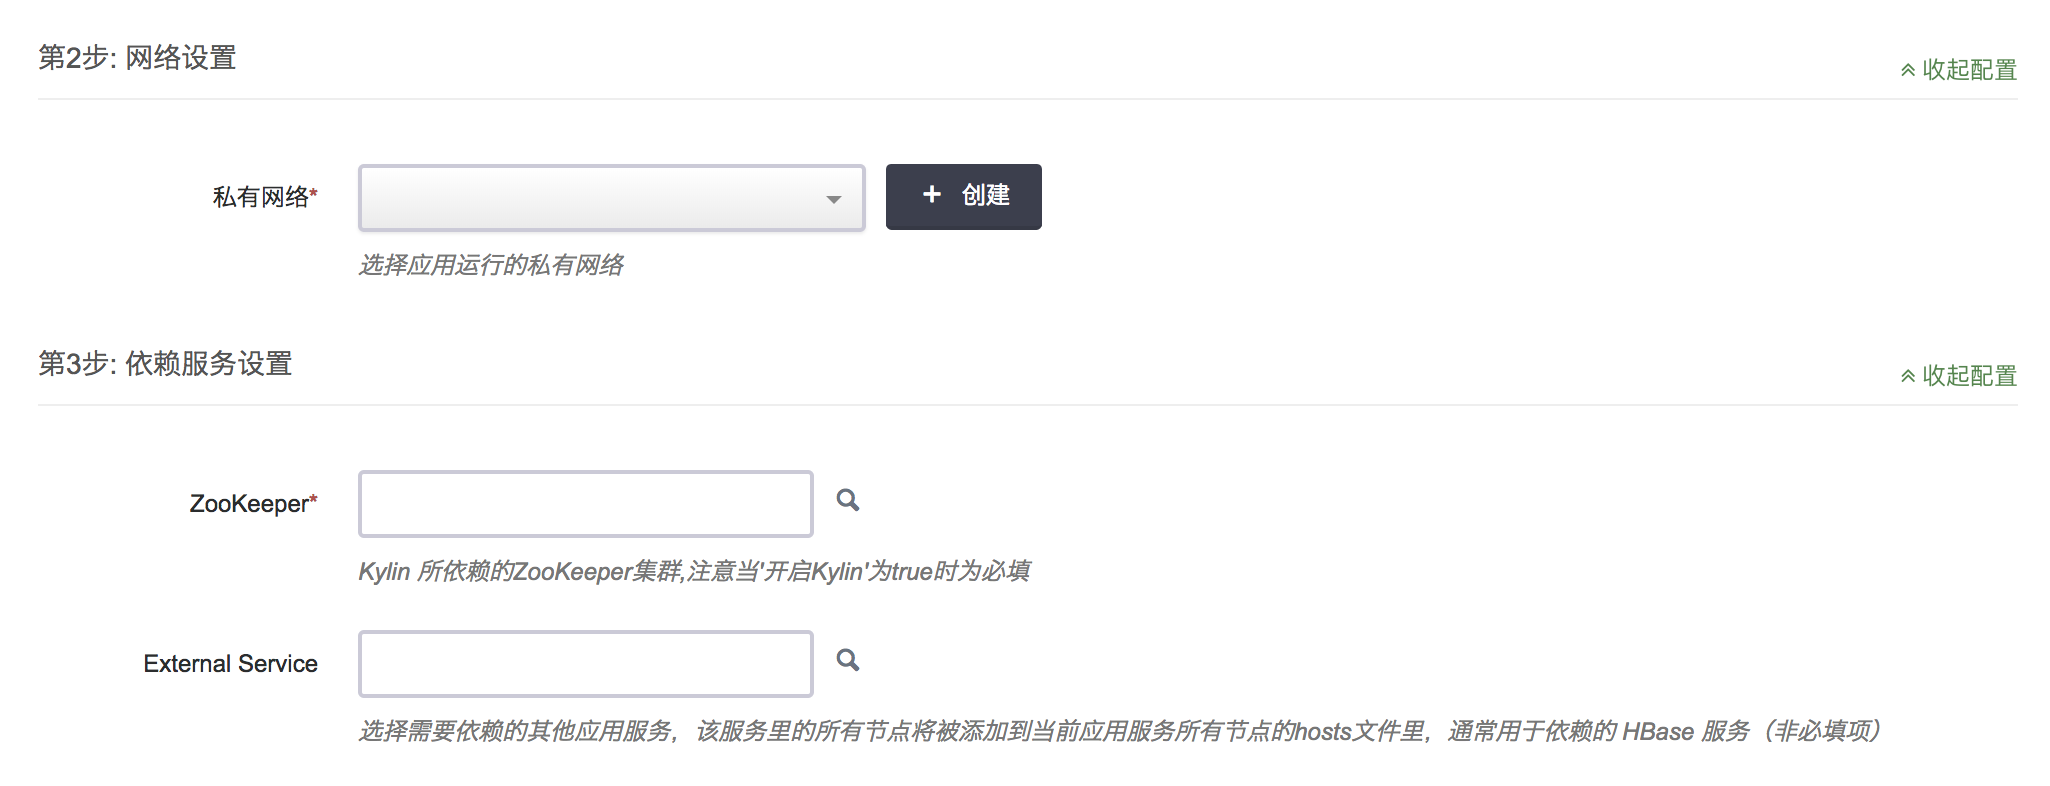 第2步: 网络设置
收起配置
私有网络*
创建
选择应用运行的私有网络
第3步: 依赖服务设置
收起配置
ZooKeeper*
Kylin 所依赖的ZooKeeper集群,注意当'开启Kylin'为true时为必填
External Service
选择需要依赖的其他应用服务，该服务里的所有节点将被添加到当前应用服务所有节点的hosts文件里，通常用于依赖的 HBase 服务（非必填项）